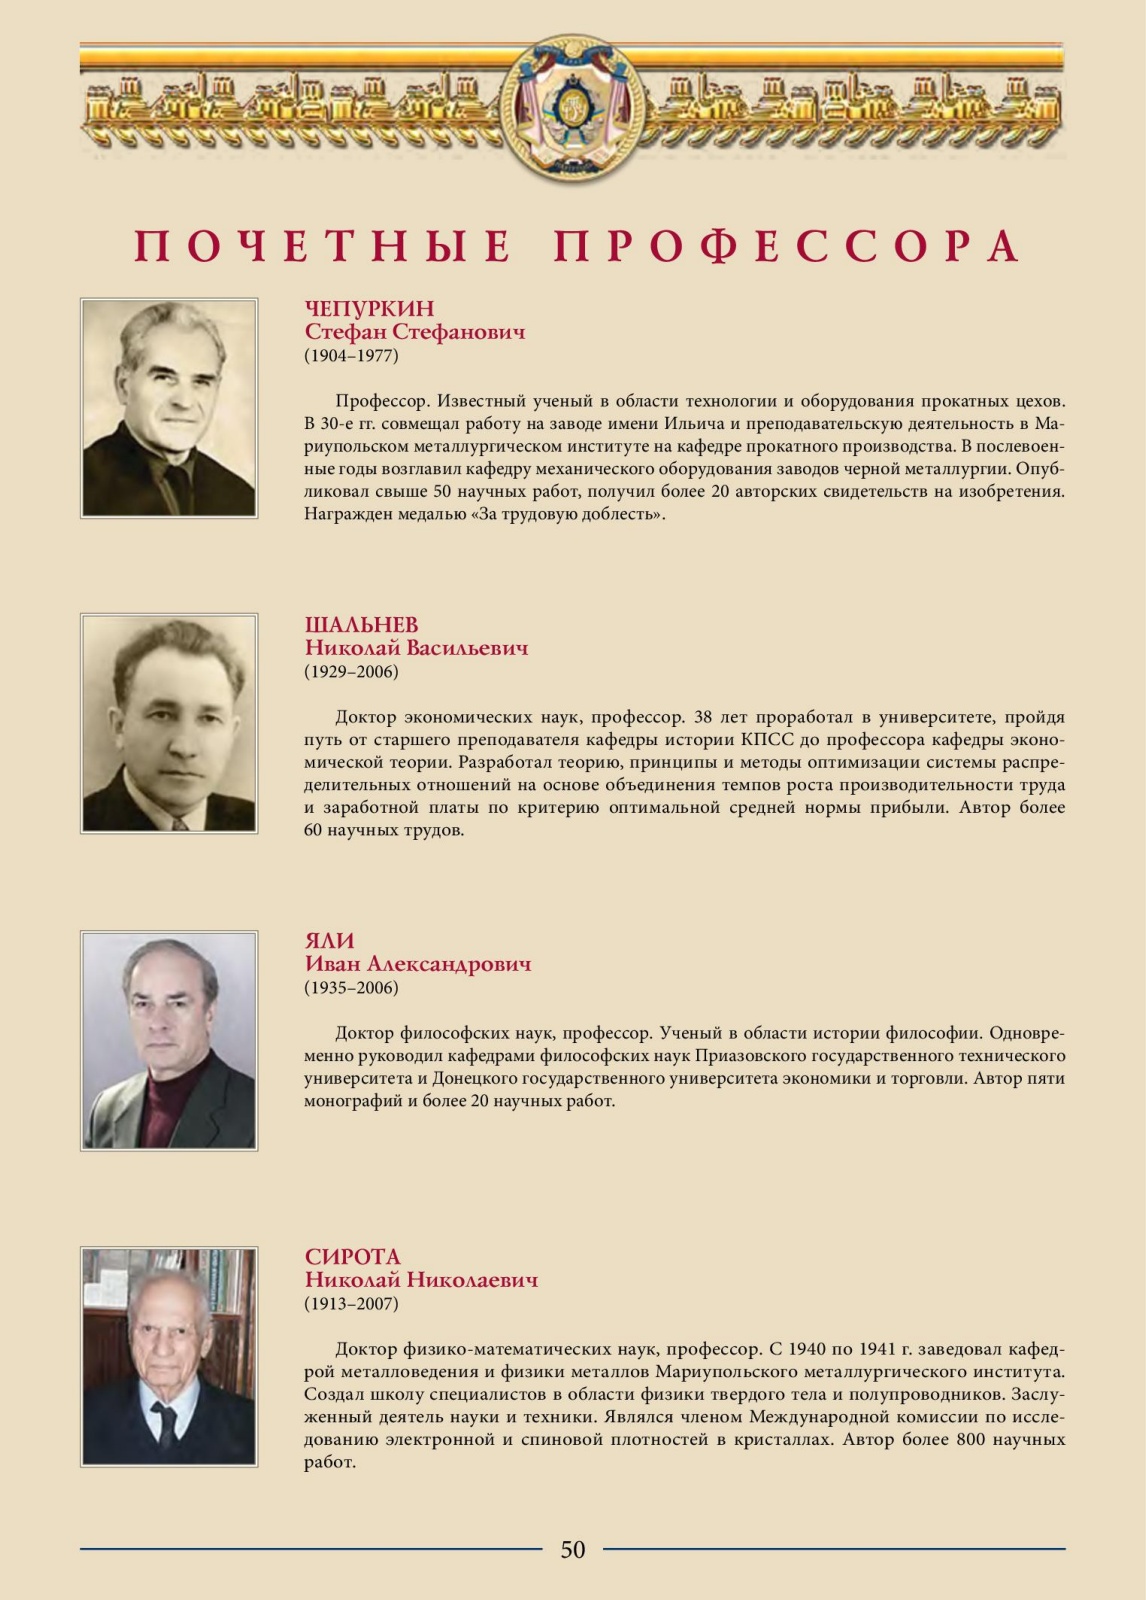 ПОЧЕТНЫЕ ПРОФЕССОРА
ЧЕПУРКИН
Стефан Стефанович
(1904–1977)
Профессор. Известный ученый в области технологии и оборудования прокатных цехов.
В 30-е гг. совмещал работу на заводе имени Ильича и преподавательскую деятельность в Ма-
риупольском металлургическом институте на кафедре прокатного производства. В послевоен-
ные годы возглавил кафедру механического оборудования заводов черной металлургии. Опуб-
ликовал свыше 50 научных работ, получил более 20 авторских свидетельств на изобретения.
Награжден медалью «За трудовую доблесть».
ШАЛЬНЕВ
Николай Васильевич
(1929–2006)
Доктор экономических наук, профессор. 38 лет проработал в университете, пройдя
путь от старшего преподавателя кафедры истории КПСС до профессора кафедры эконо-
мической теории. Разработал теорию, принципы и методы оптимизации системы распре-
делительных отношений на основе объединения темпов роста производительности труда
и заработной платы по критерию оптимальной средней нормы прибыли. Автор более
60 научных трудов.
ЯЛИ
Иван Александрович
(1935–2006)
Доктор философских наук, профессор. Ученый в области истории философии. Одновре-
менно руководил кафедрами философских наук Приазовского государственного технического
университета и Донецкого государственного университета экономики и торговли. Автор пяти
монографий и более 20 научных работ.
СИРОТА
Николай Николаевич
(1913–2007)
Доктор физико-математических наук, профессор. С 1940 по 1941 г. заведовал кафед-
рой металловедения и физики металлов Мариупольского металлургического института.
Создал школу специалистов в области физики твердого тела и полупроводников. Заслу-
женный деятель науки и техники. Являлся членом Международной комиссии по иссле-
дованию электронной и спиновой плотностей в кристаллах. Автор более 800 научных
работ.
50